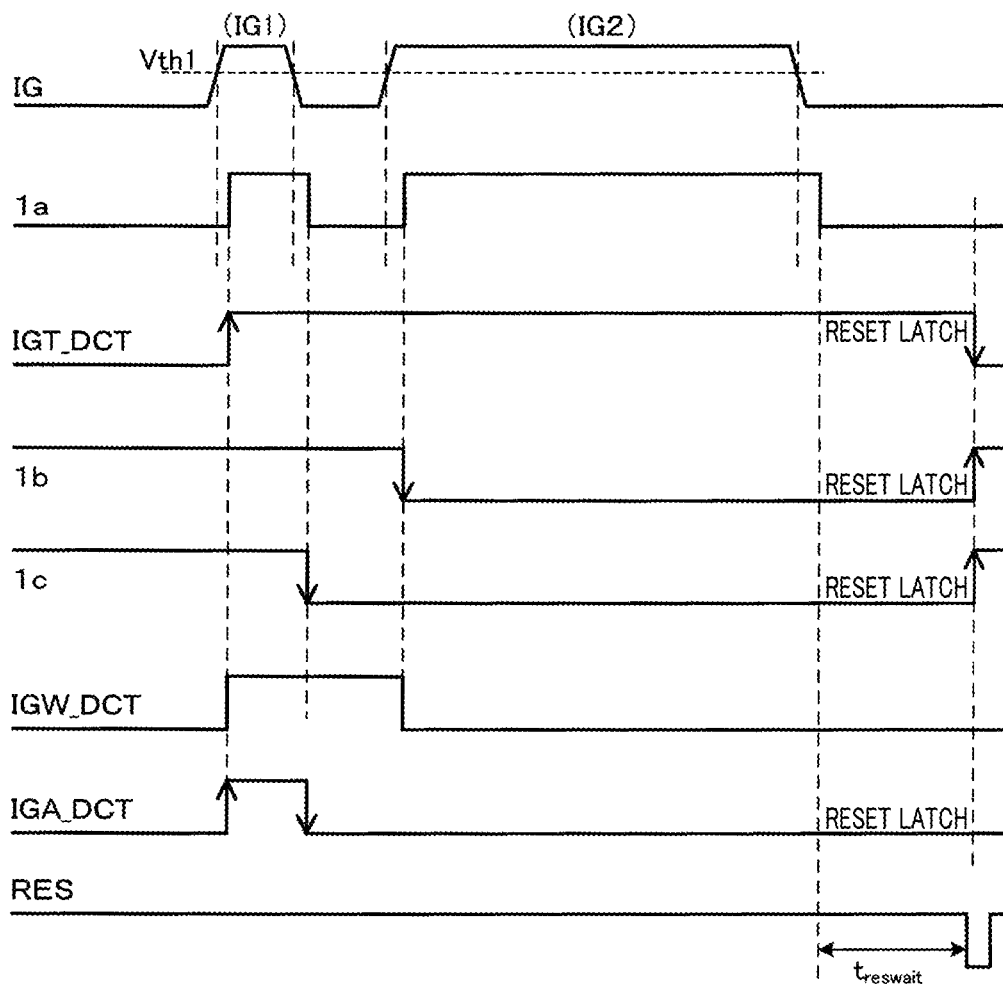 (IG1) (IG2)
Vth1
IG
1a
IGT_DCT RESET LATCH
1b RESET LATCH
1c RESET LATCH
IGW_DCT
IGA_DCT RESET LATCH
RES
treswait